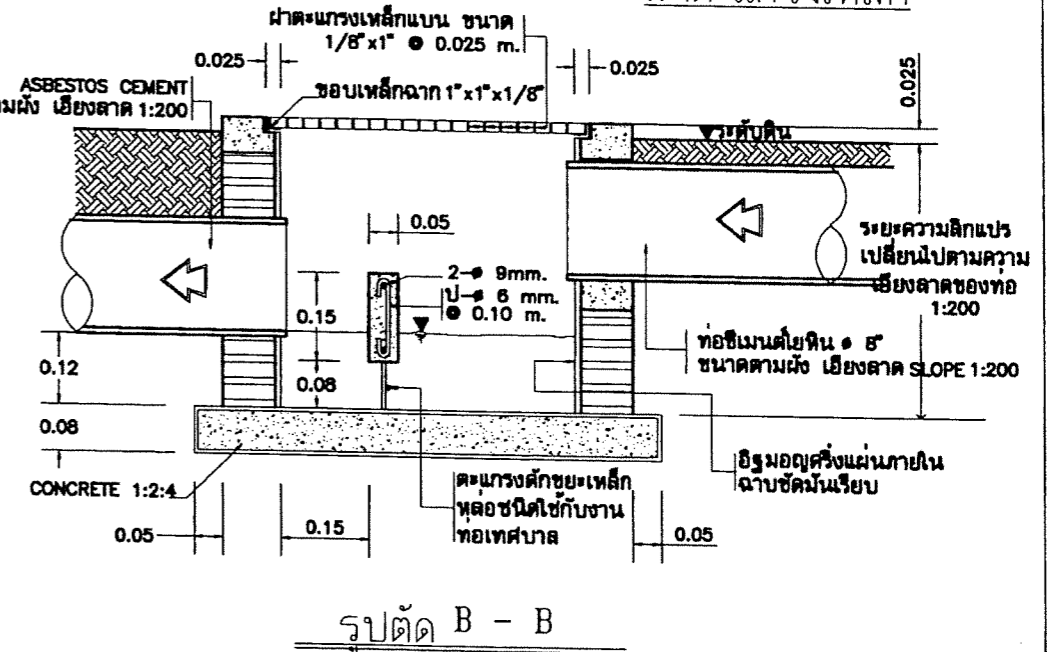 ฝาตะแกรงเหล็กแบน ขนาด
1/8"x1" @ 0.025 m.
0.025
0.025
0.025
ASBESTOS CEMENT
ามผัง เอียงลาด 1:200
ขอบเหล็กฉาก 1"x1"x1/8"
ระดับดิน
0.05
ระยะความลึกแปร
เปลี่ยนไปตามความ
เอียงลาดของท่อ
1:200
2-ø 9mm.
ป-ø 6 mm.
@ 0.10 m.
0.15
0.08
0.12
0.08
ท่อซีเมนต์ใยหิน ø 8"
ขนาดตามผัง เอียงลาด SLOPE 1:200
CONCRETE 1:2:4
ตะแกรงดักขยะเหล็ก
หล่อชนิดใช้กับงาน
ท่อเทศบาล
อิฐมอญครึ่งแผ่นภายใน
ฉาบขัดมันเรียบ
0.05
0.15
0.05
รูปตัด B - B